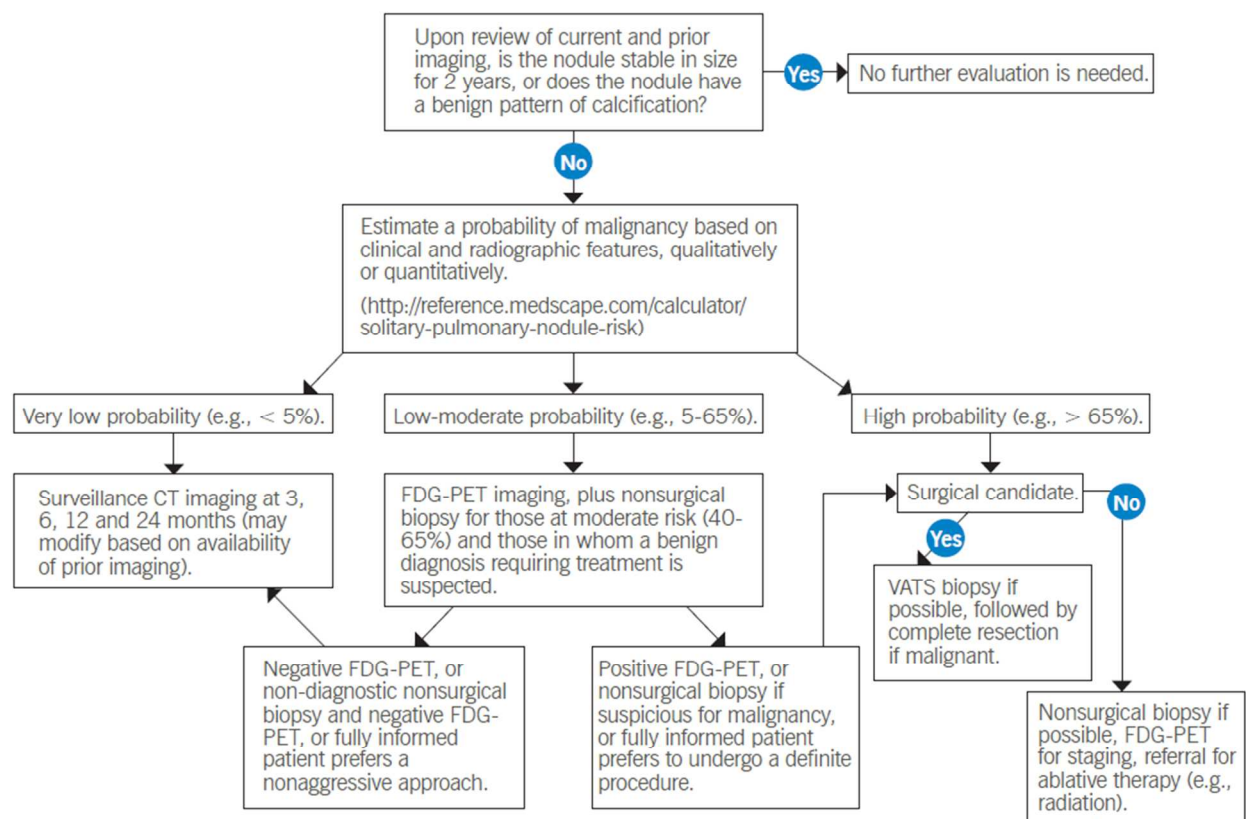 Upon review of current and prior
imaging, is the nodule stable in size
for 2 years, or does the nodule have
a benign pattern of calcification?
Yes
No further evaluation is needed.
No
Estimate a probability of malignancy based on
clinical and radiographic features, qualitatively
or quantitatively.
(http://reference.medscape.com/calculator/
solitary-pulmonary-nodule-risk)
Very low probability (e.g., < 5%).
Low-moderate probability (e.g., 5-65%).
High probability (e.g., > 65%).
Surveillance CT imaging at 3,
6, 12 and 24 months (may
modify based on availability
of prior imaging).
FDG-PET imaging, plus nonsurgical
biopsy for those at moderate risk (40-
65%) and those in whom a benign
diagnosis requiring treatment is
suspected.
Surgical candidate.
No
Yes
VATS biopsy if
possible, followed by
complete resection
if malignant.
Negative FDG-PET, or
non-diagnostic nonsurgical
biopsy and negative FDG-
PET, or fully informed
patient prefers a
nonaggressive approach.
Positive FDG-PET, or
nonsurgical biopsy if
suspicious for malignancy,
or fully informed patient
prefers to undergo a definite
procedure.
Nonsurgical biopsy if
possible, FDG-PET
for staging, referral for
ablative therapy (e.g.,
radiation).